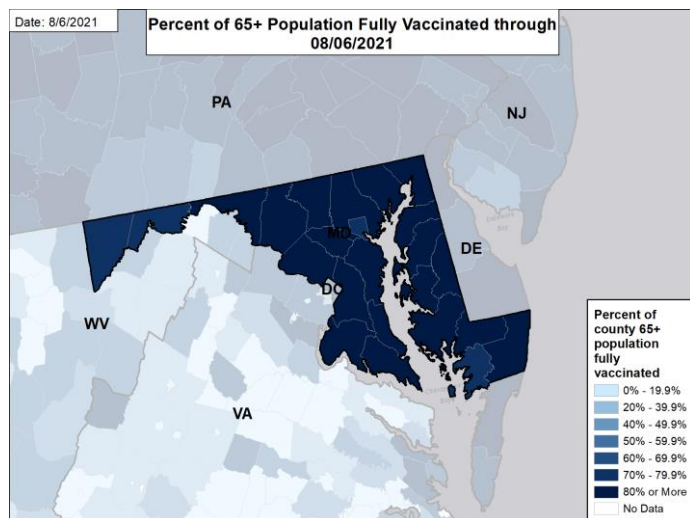 Date: 8/6/2021
Percent of 65+ Population Fully Vaccinated through
08/06/2021
PA
NJ
MD
DE
DC
WV
VA
Percent of
county 65+
population
fully
vaccinated
0% - 19.9%
20% - 39.9%
40% - 49.9%
50% - 59.9%
60% - 69.9%
70% - 79.9%
80% or More
No Data